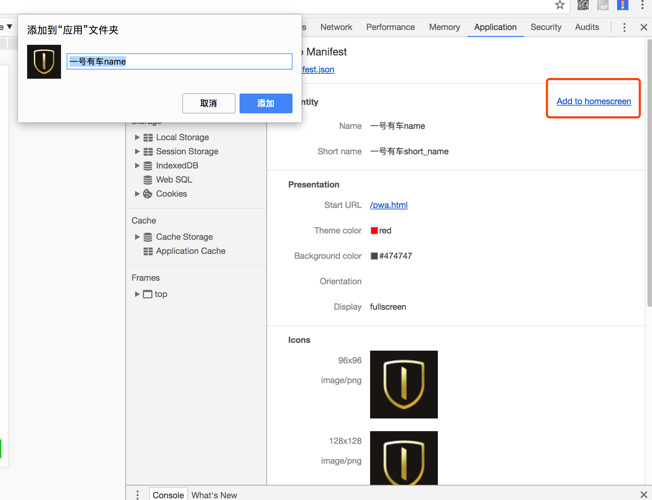 添加到“应用”文件夹
一号有车name
取消 添加
Network Performance Memory Application Security Audits
Manifest
fest.json
Add to homescreen
Name 一号有车name
Short name 一号有车short_name
Presentation
Start URL /pwa.html
Theme color red
Background color #474747
Orientation
Display fullscreen
Icons
96x96
image/png
128x128
image/png
Storage
Local Storage
Session Storage
IndexedDB
Web SQL
Cookies
Cache
Cache Storage
Application Cache
Frames
top
Console What's New